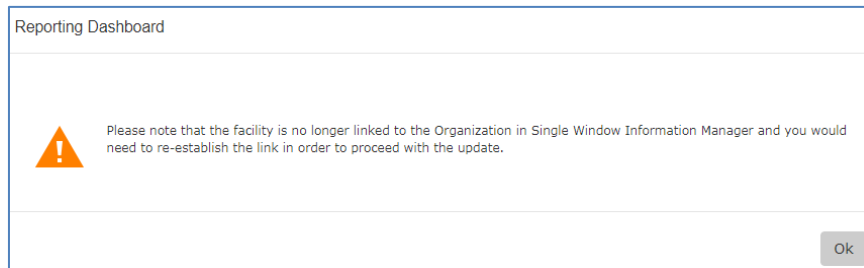 Reporting Dashboard
Please note that the facility is no longer linked to the Organization in Single Window Information Manager and you would
need to re-establish the link in order to proceed with the update.
Ok